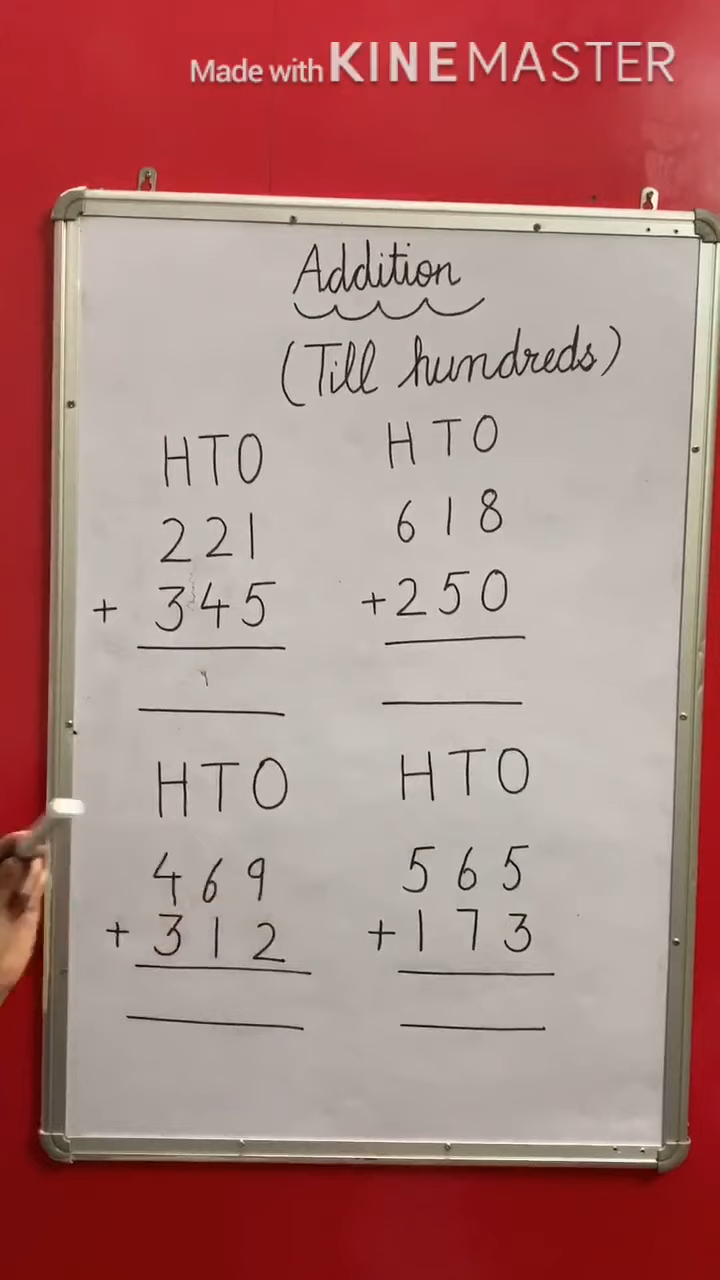 Made with KINEMASTER
Addition
(Till hundreds)
HTO
221
+ 345
HTO
618
+250
HTO
469
+ 312
HTO
565
+173